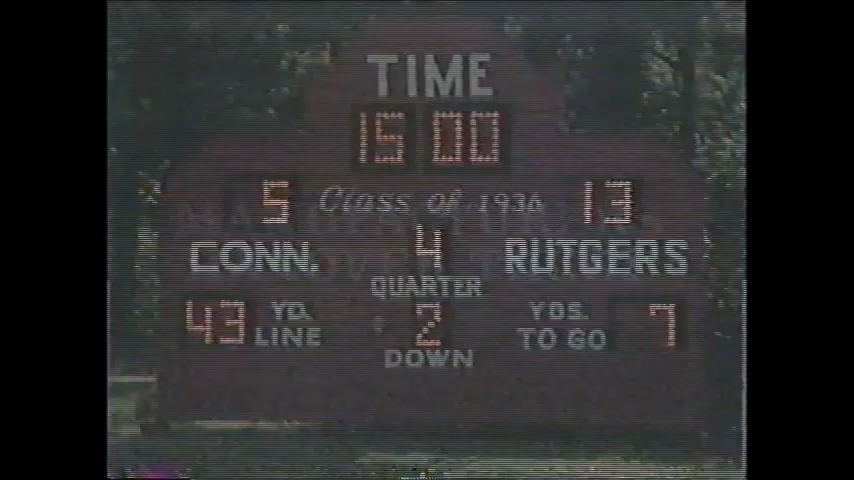 TIME
15 00
5 Class of 1936 13
CONN. 4 RUTGERS
QUARTER
43 YD. LINE 2 YDS. TO GO 7
DOWN